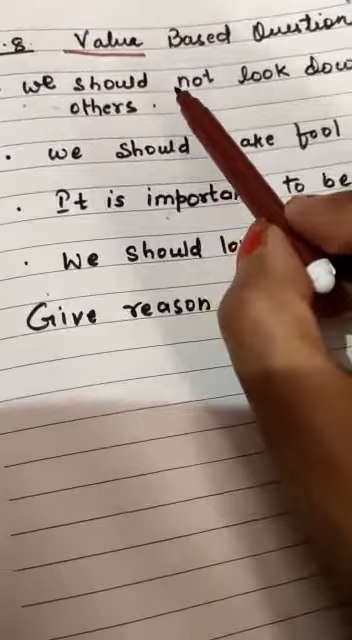 .8. Value Based Question
we should not look dow
others.
. we should ake fool
. It is importa to be
. We should lo
Give reason